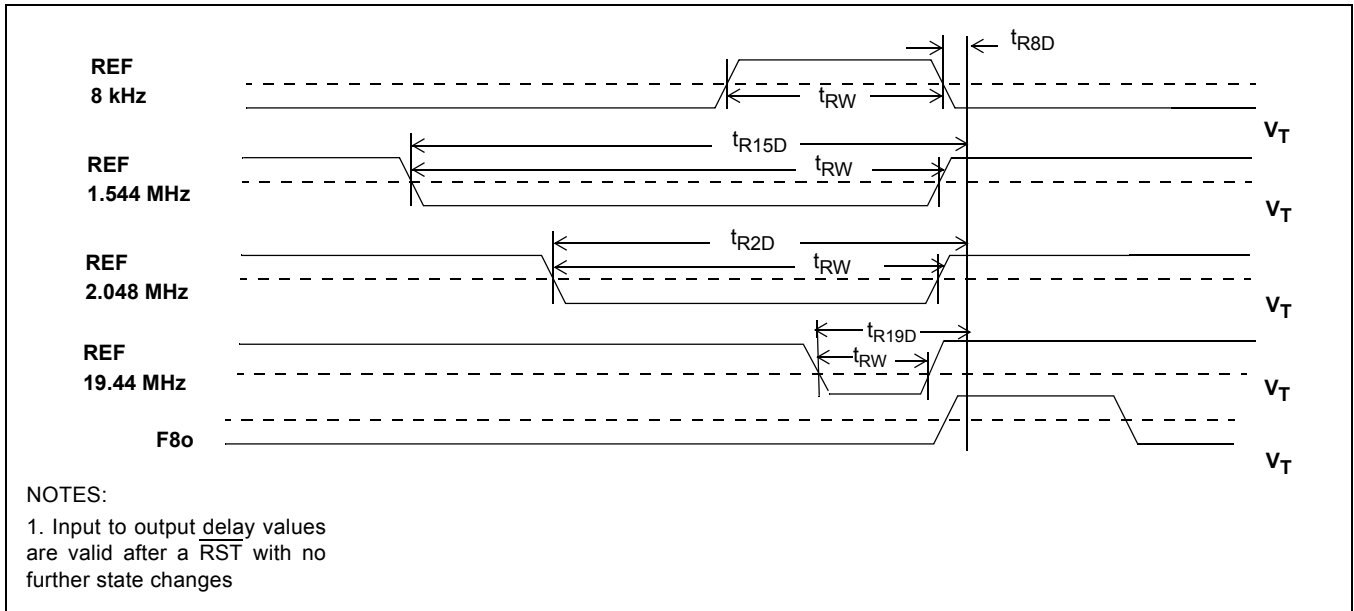 tR8D
REF
8 kHz
tRW
VT
tR15D
REF
1.544 MHz
tRW
VT
tR2D
REF
2.048 MHz
tRW
VT
tR19D
REF
19.44 MHz
tRW
VT
F8o
VT
NOTES:
1. Input to output delay values
are valid after a RST with no
further state changes